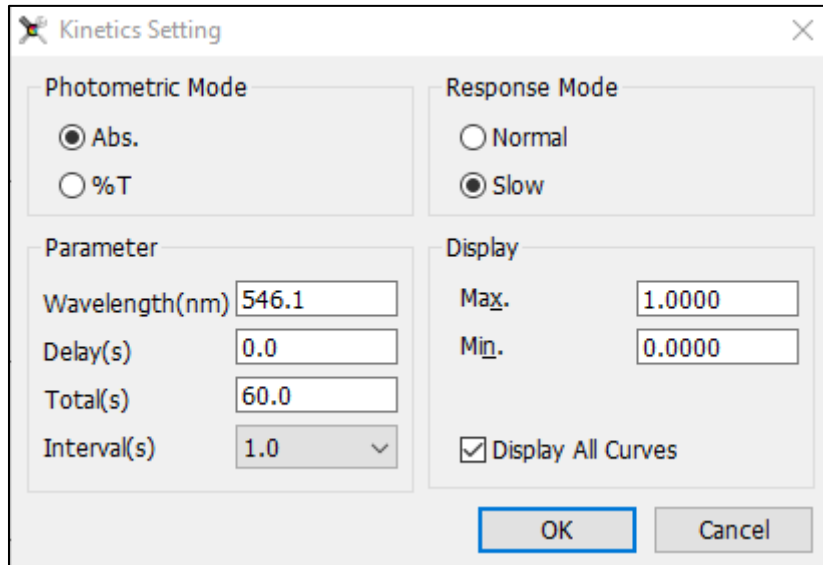 Kinetics Setting
Photometric Mode
Abs.
%T
Response Mode
Normal
Slow
Parameter
Wavelength(nm) 546.1
Delay(s) 0.0
Total(s) 60.0
Interval(s) 1.0
Display
Max. 1.0000
Min. 0.0000
Display All Curves
OK Cancel